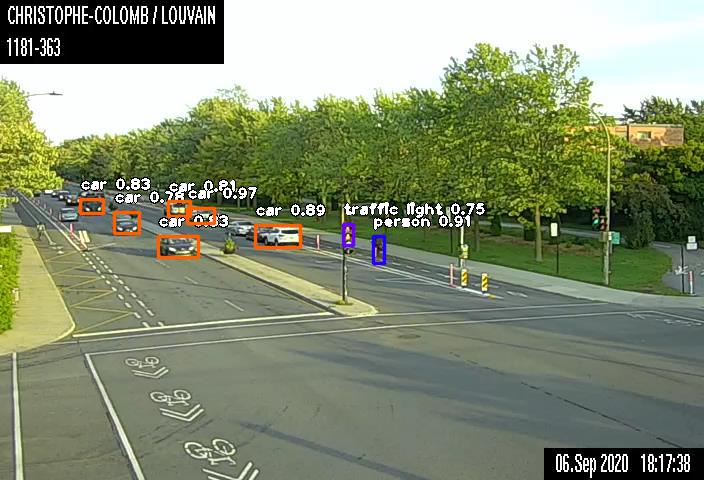 CHRISTOPHE-COLOMB / LOUVAIN
1181-363
car 0.83
car 0.81
car 0.78
car 0.97
car 0.89
traffic light 0.75
person 0.91
06.Sep 2020 18:17:38